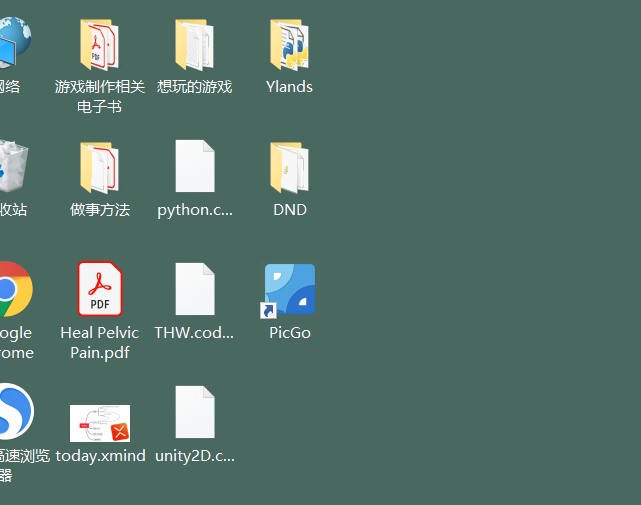 网络
游戏制作相关
电子书
想玩的游戏
Ylands
收站
做事方法
python.c...
DND
ogle
rome
PDF
Heal Pelvic
Pain.pdf
THW.cod...
PicGo
高速浏览
器
today.xmind
unity2D.c...